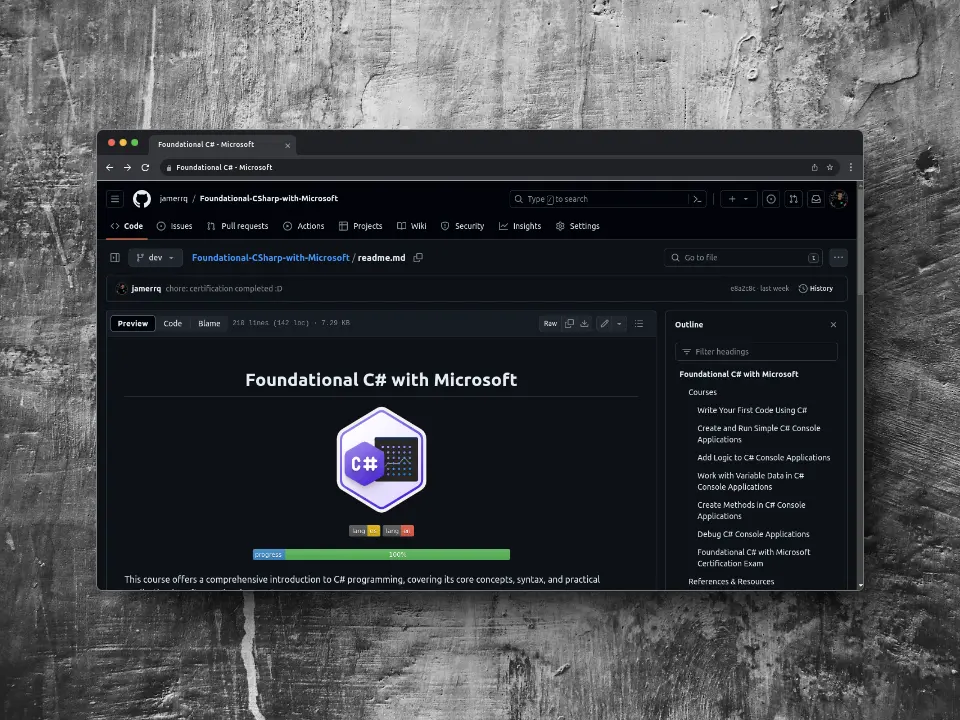 Foundational C# - Microsoft
Foundational C# - Microsoft
jamerrq / Foundational-CSharp-with-Microsoft
Type / to search
Code Issues Pull requests Actions Projects Wiki Security Insights Settings
dev
Foundational-CSharp-with-Microsoft / readme.md
Go to file t
jamerrq chore: certification completed :D
e8a2c8c · last week History
Preview Code Blame 218 lines (142 loc) · 7.29 KB
Raw
Foundational C# with Microsoft
C#
lang es lang en
progress 100%
This course offers a comprehensive introduction to C# programming, covering its core concepts, syntax, and practical
Outline
Filter headings
Foundational C# with Microsoft
Courses
Write Your First Code Using C#
Create and Run Simple C# Console
Applications
Add Logic to C# Console Applications
Work with Variable Data in C#
Console Applications
Create Methods in C# Console
Applications
Debug C# Console Applications
Foundational C# with Microsoft
Certification Exam
References & Resources